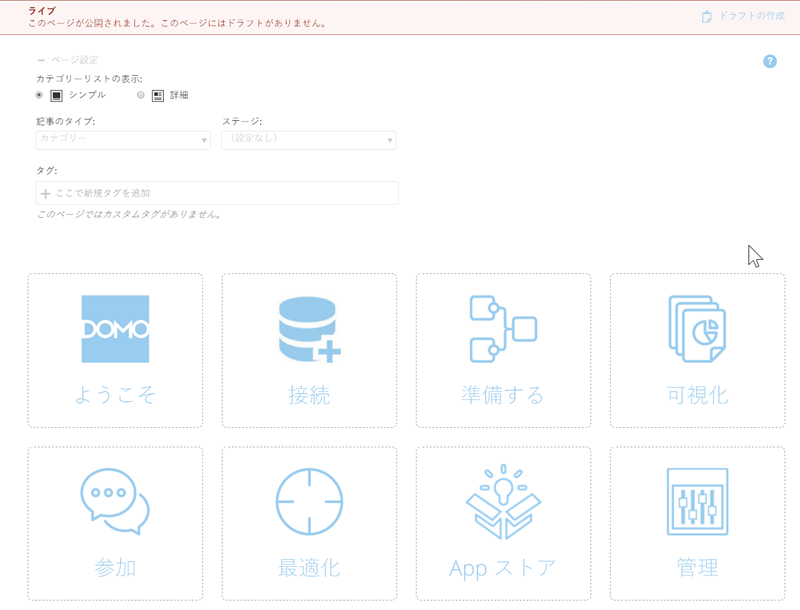 ライブ
このページが公開されました。このページにはドラフトがありません。
ドラフトの作成
ページ設定
?
カテゴリーリストの表示:
シンプル 詳細
記事のタイプ: ステージ:
カテゴリー (設定なし)
タグ:
ここで新規タグを追加
このページではカスタムタグがありません。
DOMO
ようこそ 接続 準備する 可視化
参加 最適化 App ストア 管理